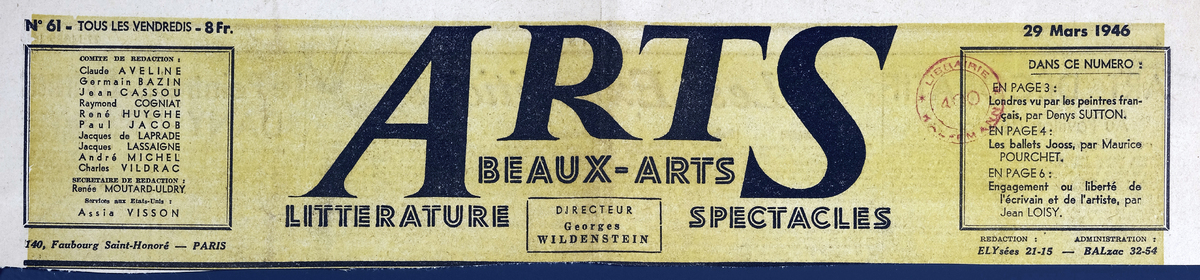 N° 61 - TOUS LES VENDREDIS - 8 Fr.
COMITE DE REDACTION :
Claude AVELINE
Germain BAZIN
Jean CASSOU
Raymond COGNIAT
René HUYGHE
Paul JACOB
Jacques de LAPRADE
Jacques LASSAIGNE
André MICHEL
Charles VILDRAC
SECRETAIRE DE REDACTION :
Renée MOUTARD-ULDRY
Services aux Etats-Unis :
Assia VISSON
140, Faubourg Saint-Honoré — PARIS
ARTS
BEAUX-ARTS
LITTERATURE
SPECTACLES
DIRECTEUR
Georges
WILDENSTEIN
29 Mars 1946
DANS CE NUMERO :
EN PAGE 3 :
Londres vu par les peintres fran-
çais, par Denys SUTTON.
EN PAGE 4 :
Les ballets Jooss, par Maurice
POURCHET.
EN PAGE 6 :
Engagement ou liberté de
l'écrivain et de l'artiste, par
Jean LOISY.
REDACTION : ADMINISTRATION :
ELYsées 21-15 — BALzac 32-54
LIBRAIRIE